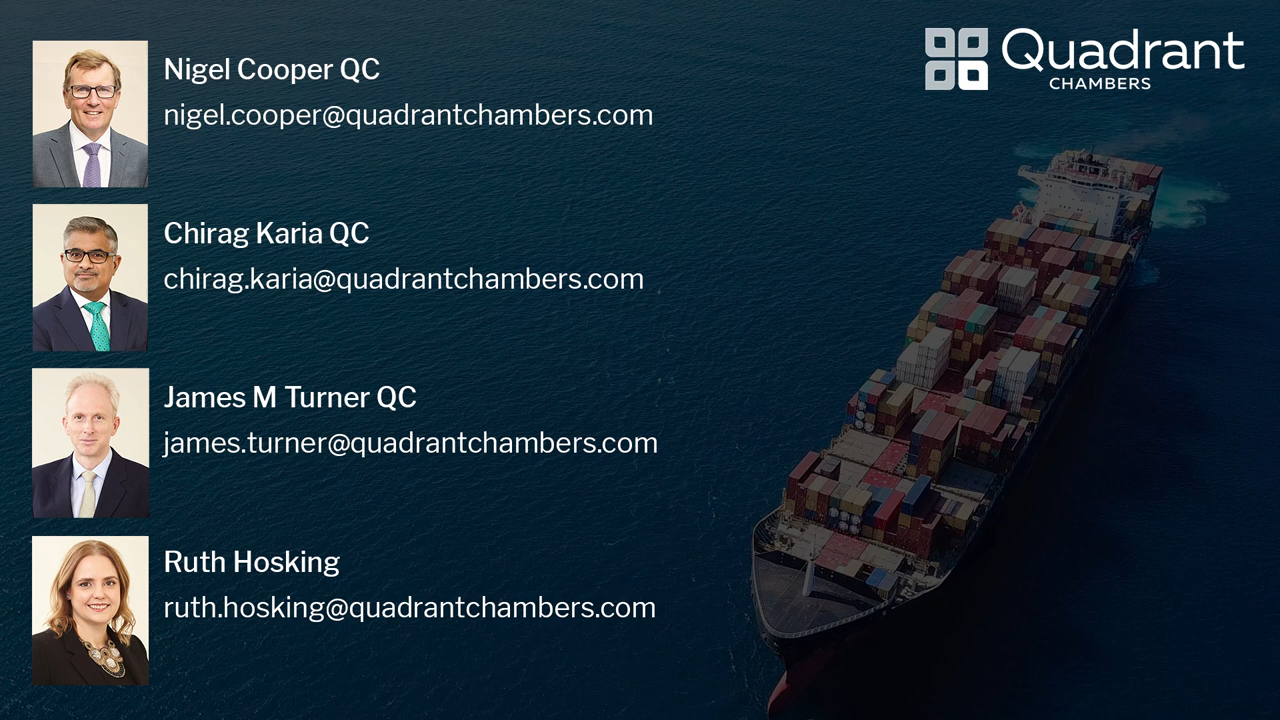 Quadrant
CHAMBERS
Nigel Cooper QC
nigel.cooper@quadrantchambers.com
Chirag Karia QC
chirag.karia@quadrantchambers.com
James M Turner QC
james.turner@quadrantchambers.com
Ruth Hosking
ruth.hosking@quadrantchambers.com